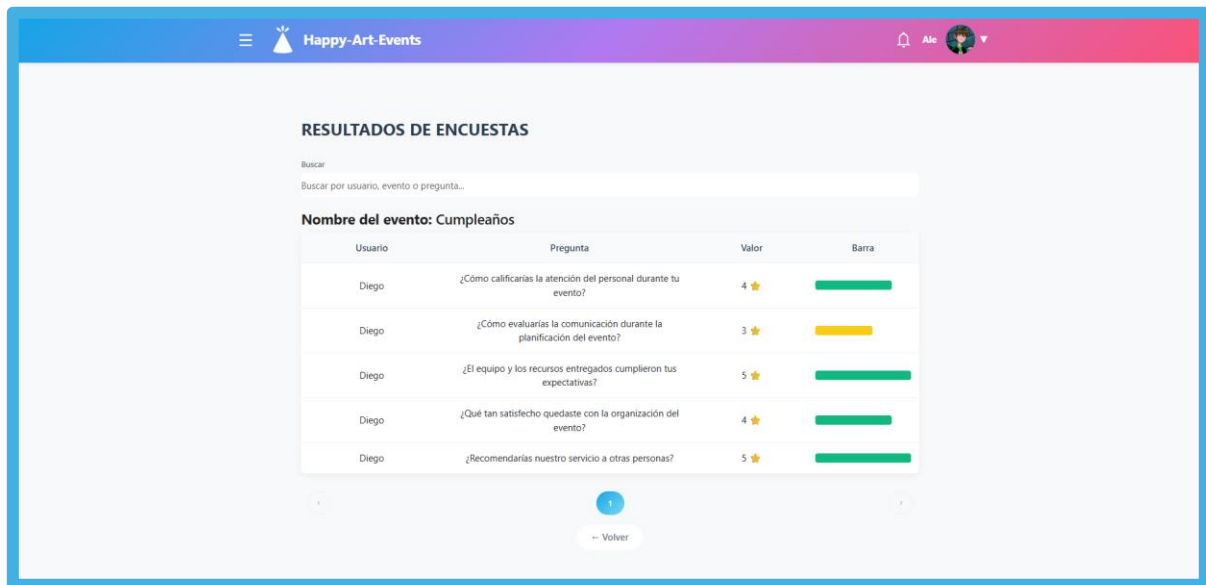 Happy-Art-Events
Ale
RESULTADOS DE ENCUESTAS
Buscar
Buscar por usuario, evento o pregunta...
Nombre del evento: Cumpleaños
Usuario Pregunta Valor Barra
Diego ¿Cómo calificarías la atención del personal durante tu evento? 4
Diego ¿Cómo evaluarías la comunicación durante la planificación del evento? 3
Diego ¿El equipo y los recursos entregados cumplieron tus expectativas? 5
Diego ¿Qué tan satisfecho quedaste con la organización del evento? 4
Diego ¿Recomendarías nuestro servicio a otras personas? 5
‹ 1 ›
← Volver